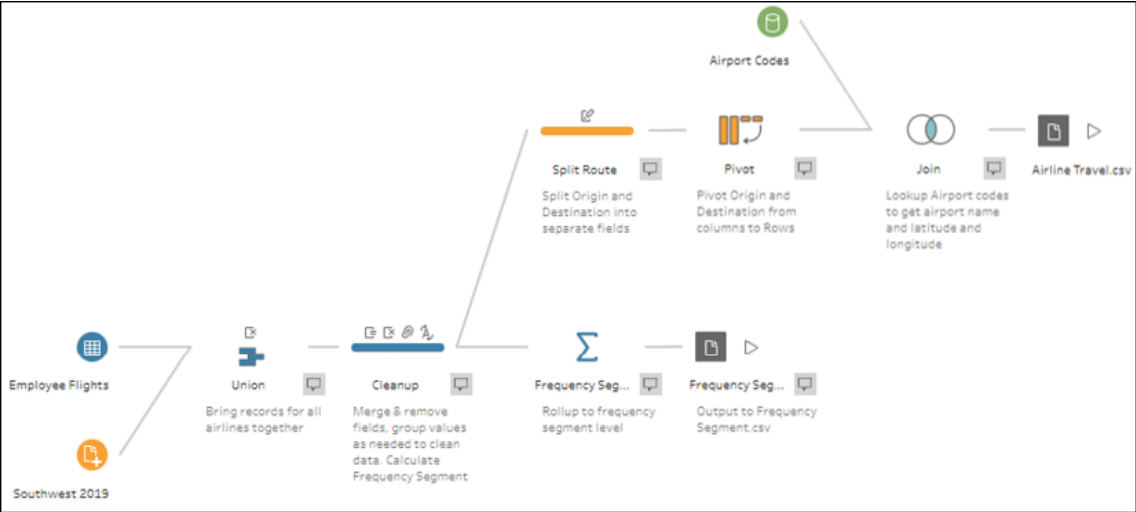 Airport Codes
Split Route
Split Origin and
Destination into
separate fields
Pivot
Pivot Origin and
Destination from
columns to Rows
Join
Lookup Airport codes
to get airport name
and latitude and
longitude
Airline Travel.csv
Employee Flights
Southwest 2019
Union
Bring records for all
airlines together
Cleanup
Merge & remove
fields, group values
as needed to clean
data. Calculate
Frequency Segment
Frequency Seg...
Rollup to frequency
segment level
Frequency Seg...
Output to Frequency
Segment.csv